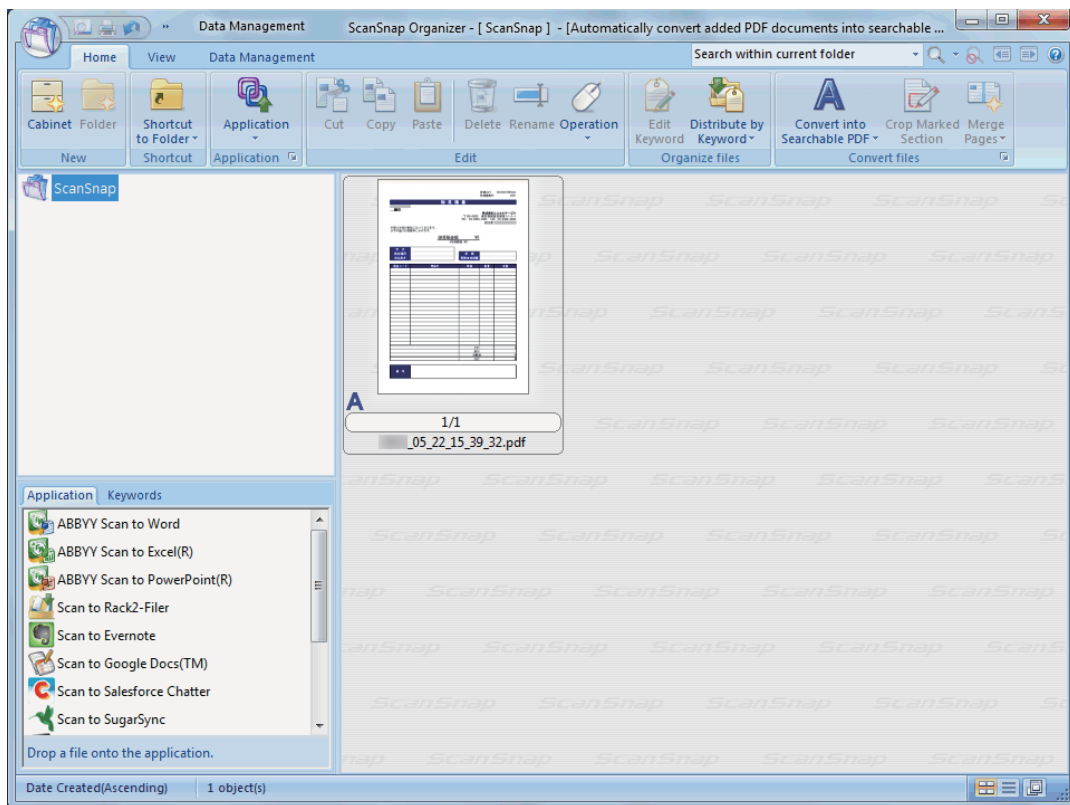 Data Management
ScanSnap Organizer - [ ScanSnap ] - [Automatically convert added PDF documents into searchable ...
Home View Data Management
Search within current folder
Cabinet Folder
Shortcut to Folder
Application
Cut Copy Paste Delete Rename Operation
Edit Keyword
Distribute by Keyword
Convert into Searchable PDF
Crop Marked Section
Merge Pages
New Shortcut Application Edit Organize files Convert files
ScanSnap
A
1/1
_05_22_15_39_32.pdf
Application Keywords
ABBYY Scan to Word
ABBYY Scan to Excel(R)
ABBYY Scan to PowerPoint(R)
Scan to Rack2-Filer
Scan to Evernote
Scan to Google Docs(TM)
Scan to Salesforce Chatter
Scan to SugarSync
Drop a file onto the application.
Date Created(Ascending) 1 object(s)